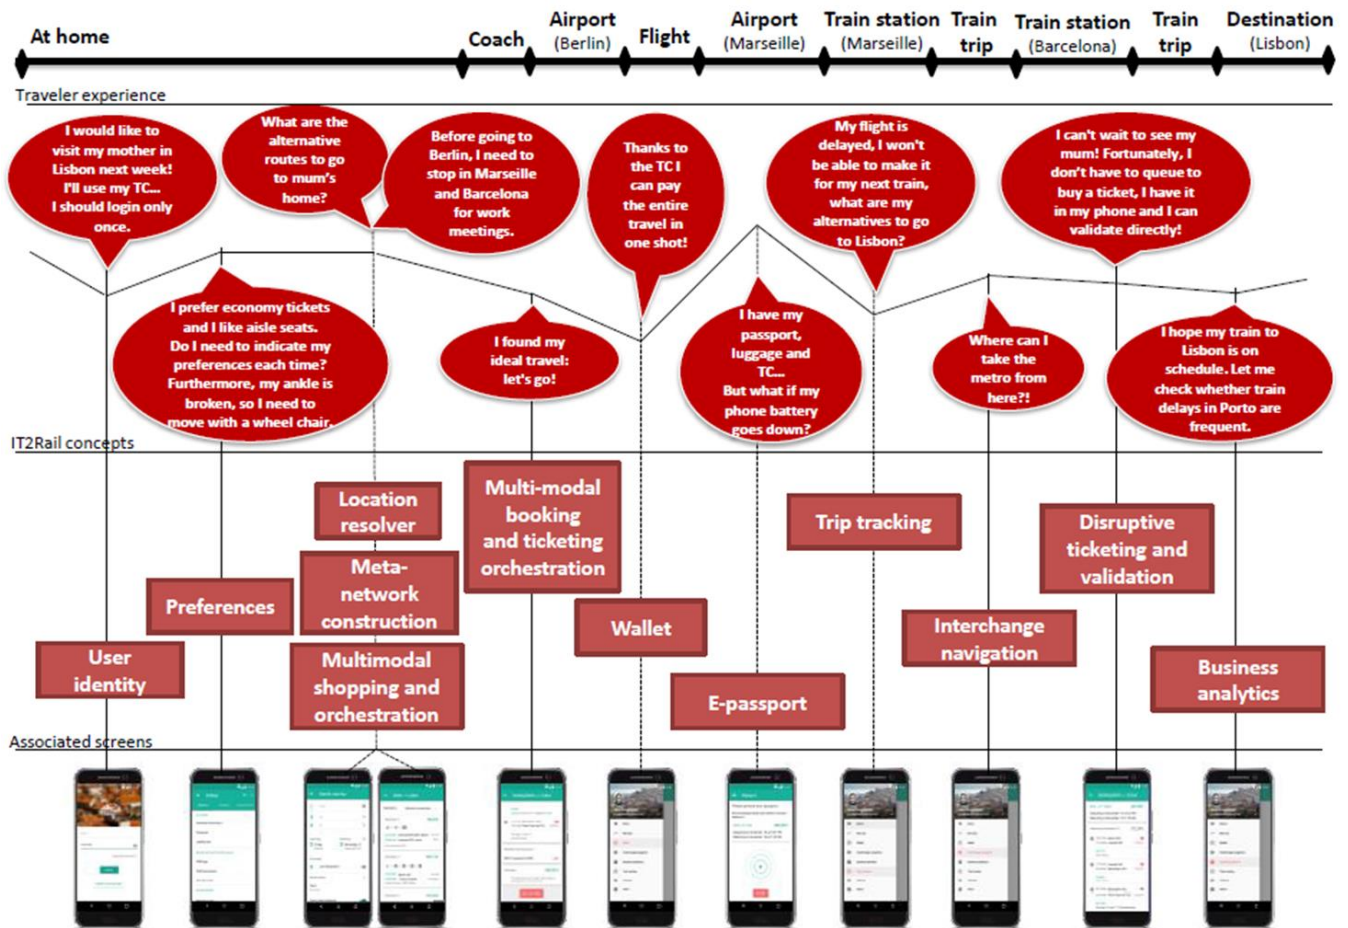 At home
Coach
Airport
(Berlin)
Flight
Airport
(Marseille)
Train station
(Marseille)
Train
trip
Train station
(Barcelona)
Train
trip
Destination
(Lisbon)
Traveler experience
I would like to
visit my mother in
Lisbon next week!
I'll use my TC...
I should login only
once.
What are the
alternative
routes to go
to mum's
home?
Before going to
Berlin, I need to
stop in Marseille
and Barcelona
for work
meetings.
Thanks to
the TC I
can pay
the entire
travel in
one shot!
My flight is
delayed, I won't
be able to make it
for my next train,
what are my
alternatives to go
to Lisbon?
I can't wait to see my
mum! Fortunately, I
don't have to queue to
buy a ticket, I have it
in my phone and I can
validate directly!
I prefer economy tickets
and I like aisle seats.
Do I need to indicate my
preferences each time?
Furthermore, my ankle is
broken, so I need to
move with a wheel chair.
I found my
ideal travel:
let's go!
I have my
passport,
luggage and
TC...
But what if my
phone battery
goes down?
Where can I
take the
metro from
here?!
I hope my train to
Lisbon is on
schedule. Let me
check whether train
delays in Porto are
frequent.
IT2Rail concepts
User
identity
Preferences
Location
resolver
Meta-
network
construction
Multimodal
shopping and
orchestration
Multi-modal
booking
and ticketing
orchestration
Wallet
E-passport
Trip tracking
Interchange
navigation
Disruptive
ticketing and
validation
Business
analytics
Associated screens